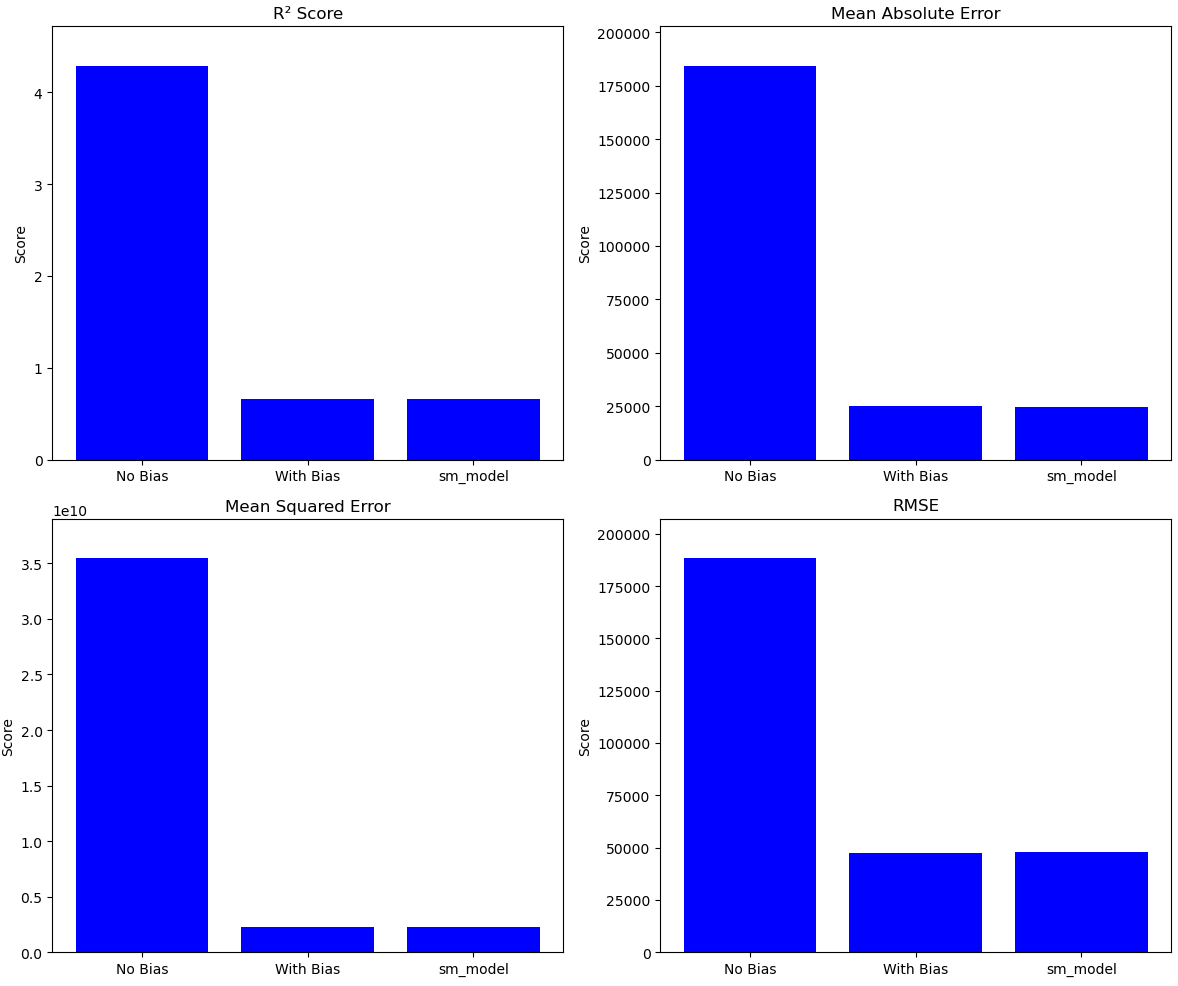 R² Score
Score
4
3
2
1
0
No Bias With Bias sm_model
Mean Absolute Error
Score
200000
175000
150000
125000
100000
75000
50000
25000
0
No Bias With Bias sm_model
Mean Squared Error
1e10
Score
3.5
3.0
2.5
2.0
1.5
1.0
0.5
0.0
No Bias With Bias sm_model
RMSE
Score
200000
175000
150000
125000
100000
75000
50000
25000
0
No Bias With Bias sm_model